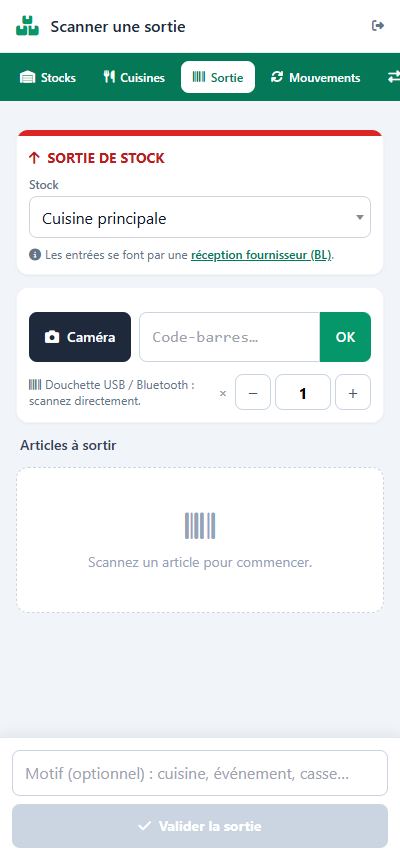 Scanner une sortie
Stocks Cuisines Sortie Mouvements
SORTIE DE STOCK
Stock
Cuisine principale
Les entrées se font par une réception fournisseur (BL).
Caméra Code-barres… OK
Douchette USB / Bluetooth :
scannez directement.
× − 1 +
Articles à sortir
Scannez un article pour commencer.
Motif (optionnel) : cuisine, événement, casse…
Valider la sortie